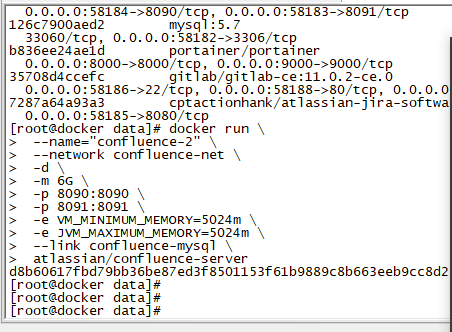 0.0.0.0:58184->8090/tcp, 0.0.0.0:58183->8091/tcp
126c7900aed2 mysql:5.7
33060/tcp, 0.0.0.0:58182->3306/tcp
b836ee24ae1d portainer/portainer
0.0.0.0:8000->8000/tcp, 0.0.0.0:9000->9000/tcp
35708d4ccefc gitlab/gitlab-ce:11.0.2-ce.0
0.0.0.0:58186->22/tcp, 0.0.0.0:58188->80/tcp, 0.0.0.0
7287a64a93a3 cptactionhank/atlassian-jira-softwa
0.0.0.0:58185->8080/tcp
[root@docker data]# docker run \
> --name="confluence-2" \
> --network confluence-net \
> -d \
> -m 6G \
> -p 8090:8090 \
> -p 8091:8091 \
> -e VM_MINIMUM_MEMORY=5024m \
> -e JVM_MAXIMUM_MEMORY=5024m \
> --link confluence-mysql \
> atlassian/confluence-server
d8b60617fbd79bb36be87ed3f8501153f61b9889c8b663eeb9cc8d2
[root@docker data]#
[root@docker data]#
[root@docker data]#